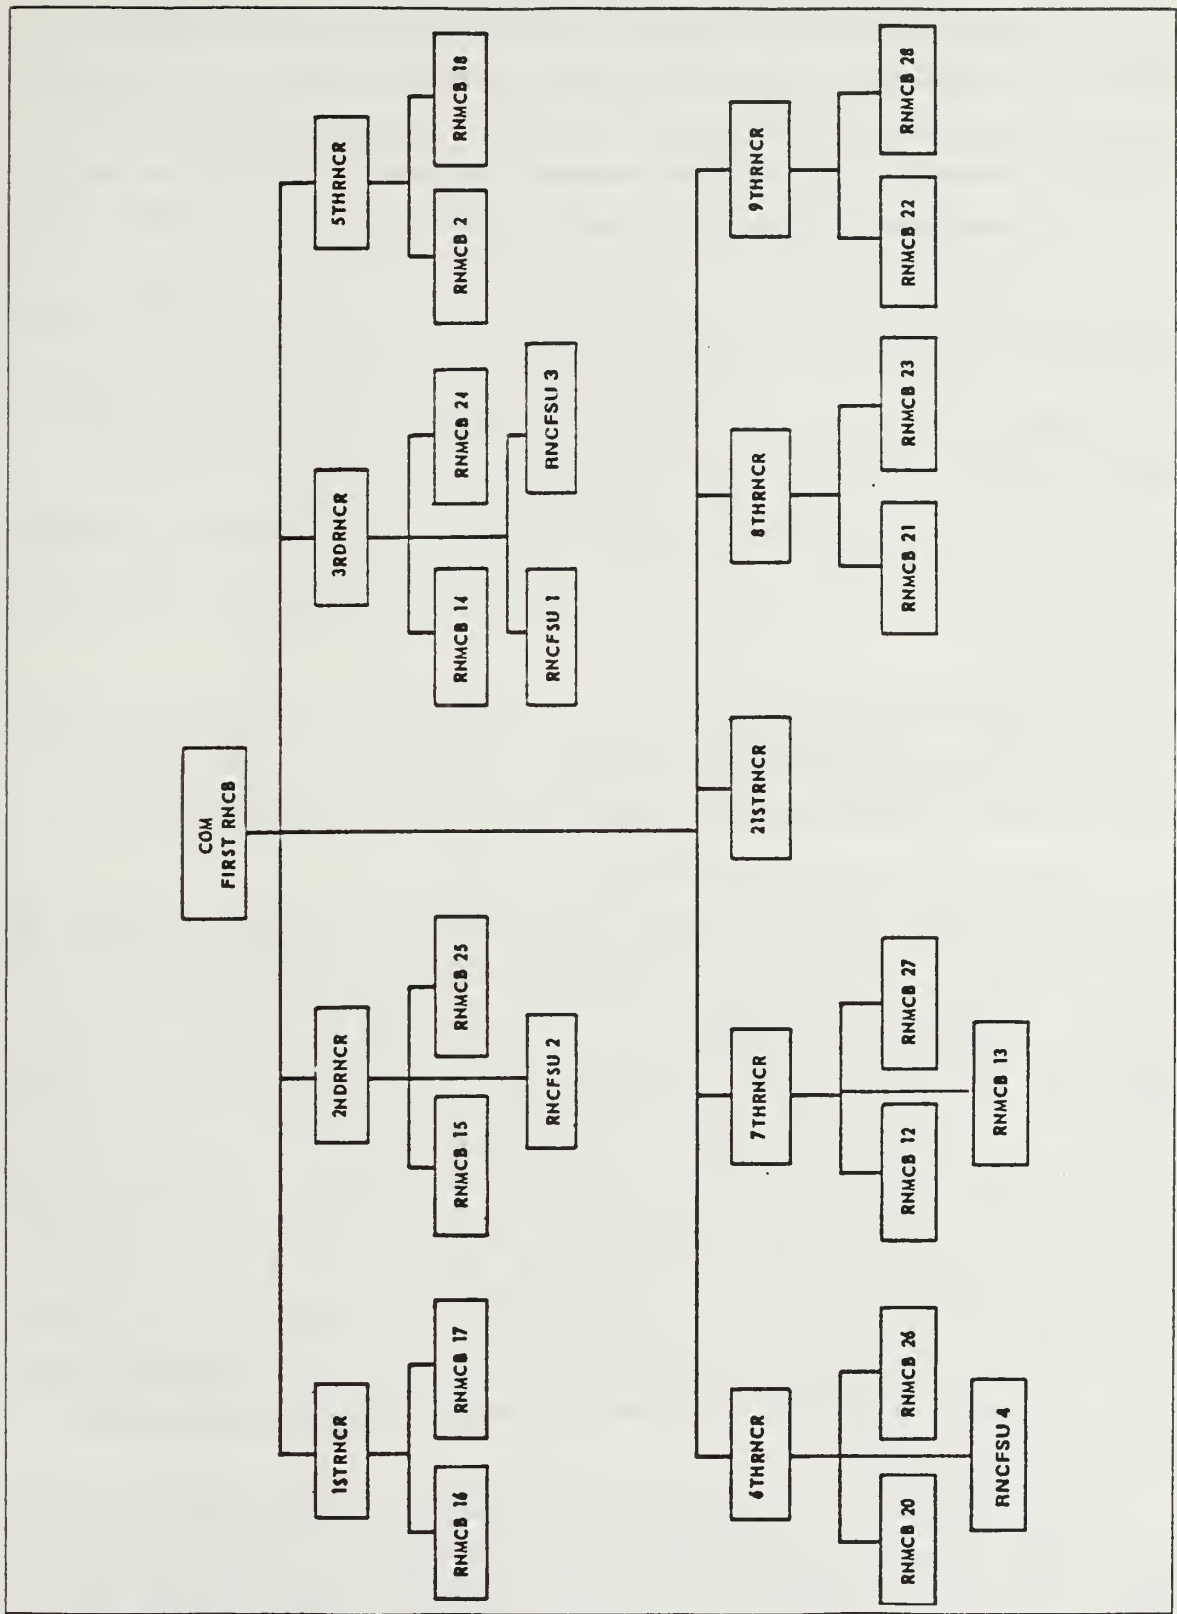 COM
FIRST RNCB
1STRNCR
2NDRNCR
3RDRNCR
5THRNCR
RNMCB 16
RNMCB 17
RNMCB 15
RNMCB 25
RNMCB 14
RNMCB 24
RNMCB 2
RNMCB 18
RNCFSU 2
RNCFSU 1
RNCFSU 3
6THRNCR
7THRNCR
21STRNCR
8THRNCR
9THRNCR
RNMCB 20
RNMCB 26
RNMCB 12
RNMCB 27
RNMCB 21
RNMCB 23
RNMCB 22
RNMCB 28
RNCFSU 4
RNMCB 13